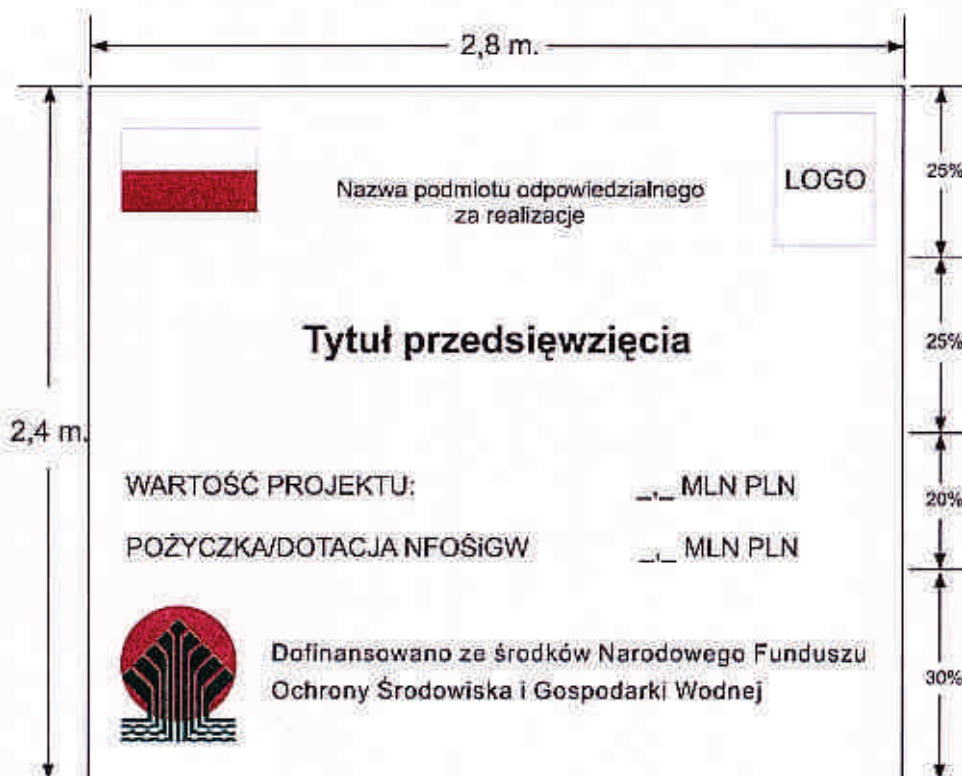 2,8 m.
Nazwa podmiotu odpowiedzialnego
za realizacje
LOGO
25%
Tytuł przedsięwzięcia
25%
2,4 m.
WARTOŚĆ PROJEKTU: _,_ MLN PLN
20%
POŻYCZKA/DOTACJA NFOŚiGW _,_ MLN PLN
Dofinansowano ze środków Narodowego Funduszu
Ochrony Środowiska i Gospodarki Wodnej
30%